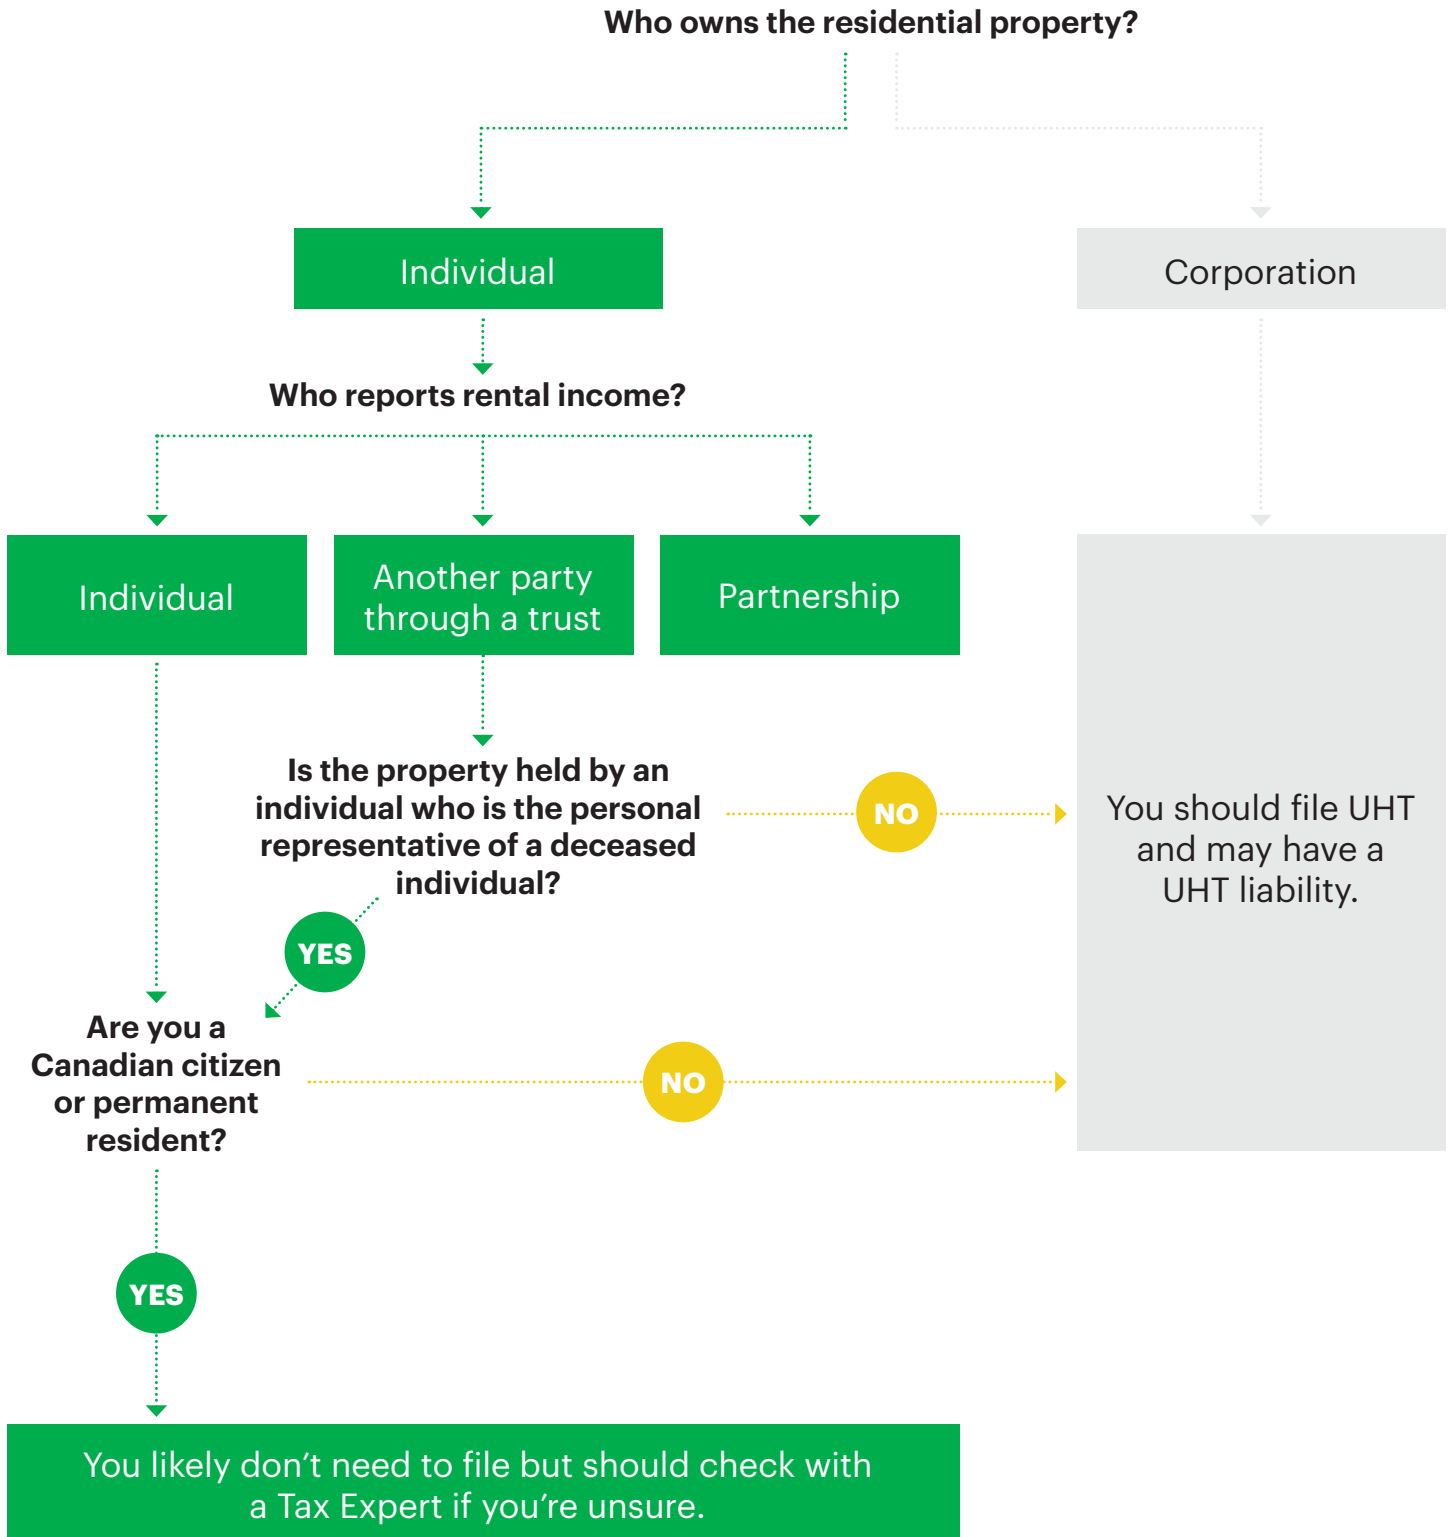 Who owns the residential property?
Individual
Corporation
Who reports rental income?
Individual
Another party
through a trust
Partnership
Is the property held by an
individual who is the personal
representative of a deceased
individual?
NO
You should file UHT
and may have a
UHT liability.
YES
Are you a
Canadian citizen
or permanent
resident?
NO
YES
You likely don’t need to file but should check with
a Tax Expert if you’re unsure.